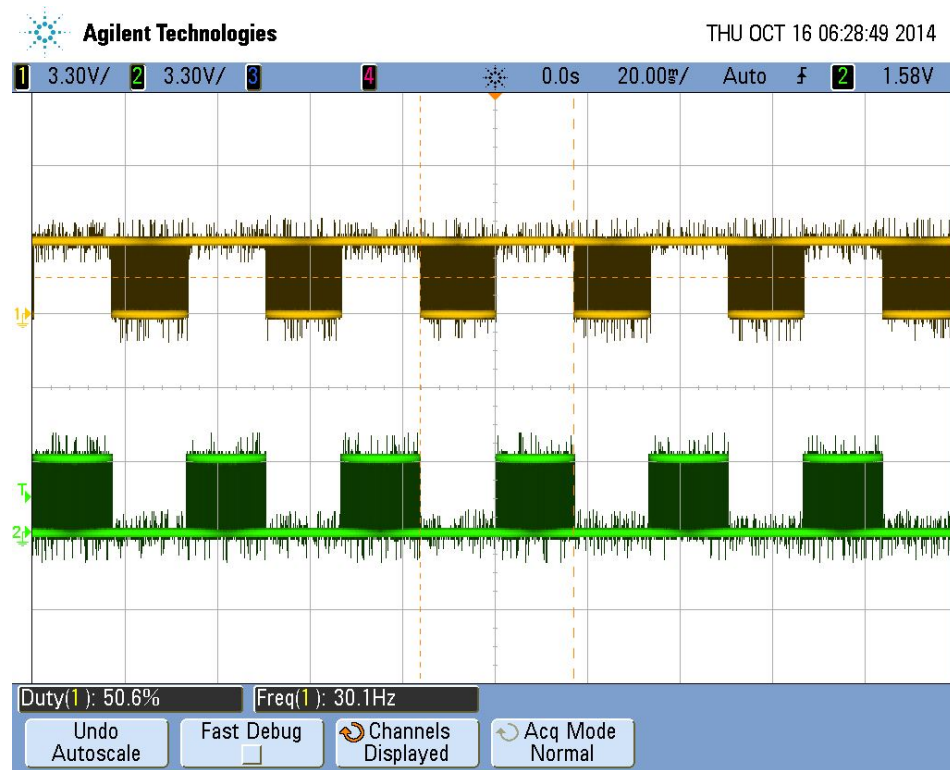 Agilent Technologies THU OCT 16 06:28:49 2014
1 3.30V/ 2 3.30V/ 3 4 0.0s 20.00ms/ Auto 2 1.58V
1
T
2
Duty(1): 50.6% Freq(1): 30.1Hz
Undo Autoscale
Fast Debug
Channels Displayed
Acq Mode Normal